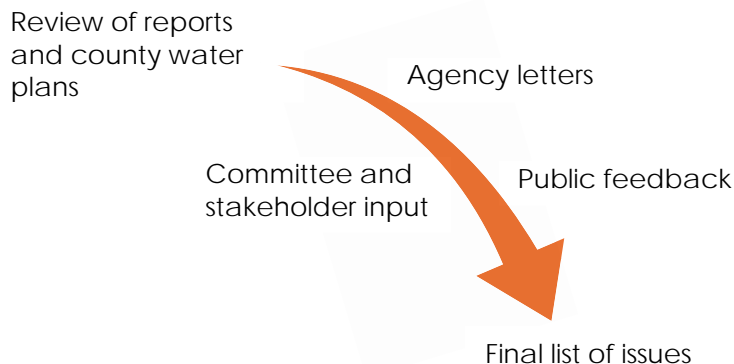 Review of reports
and county water
plans
Agency letters
Committee and
stakeholder input
Public feedback
Final list of issues